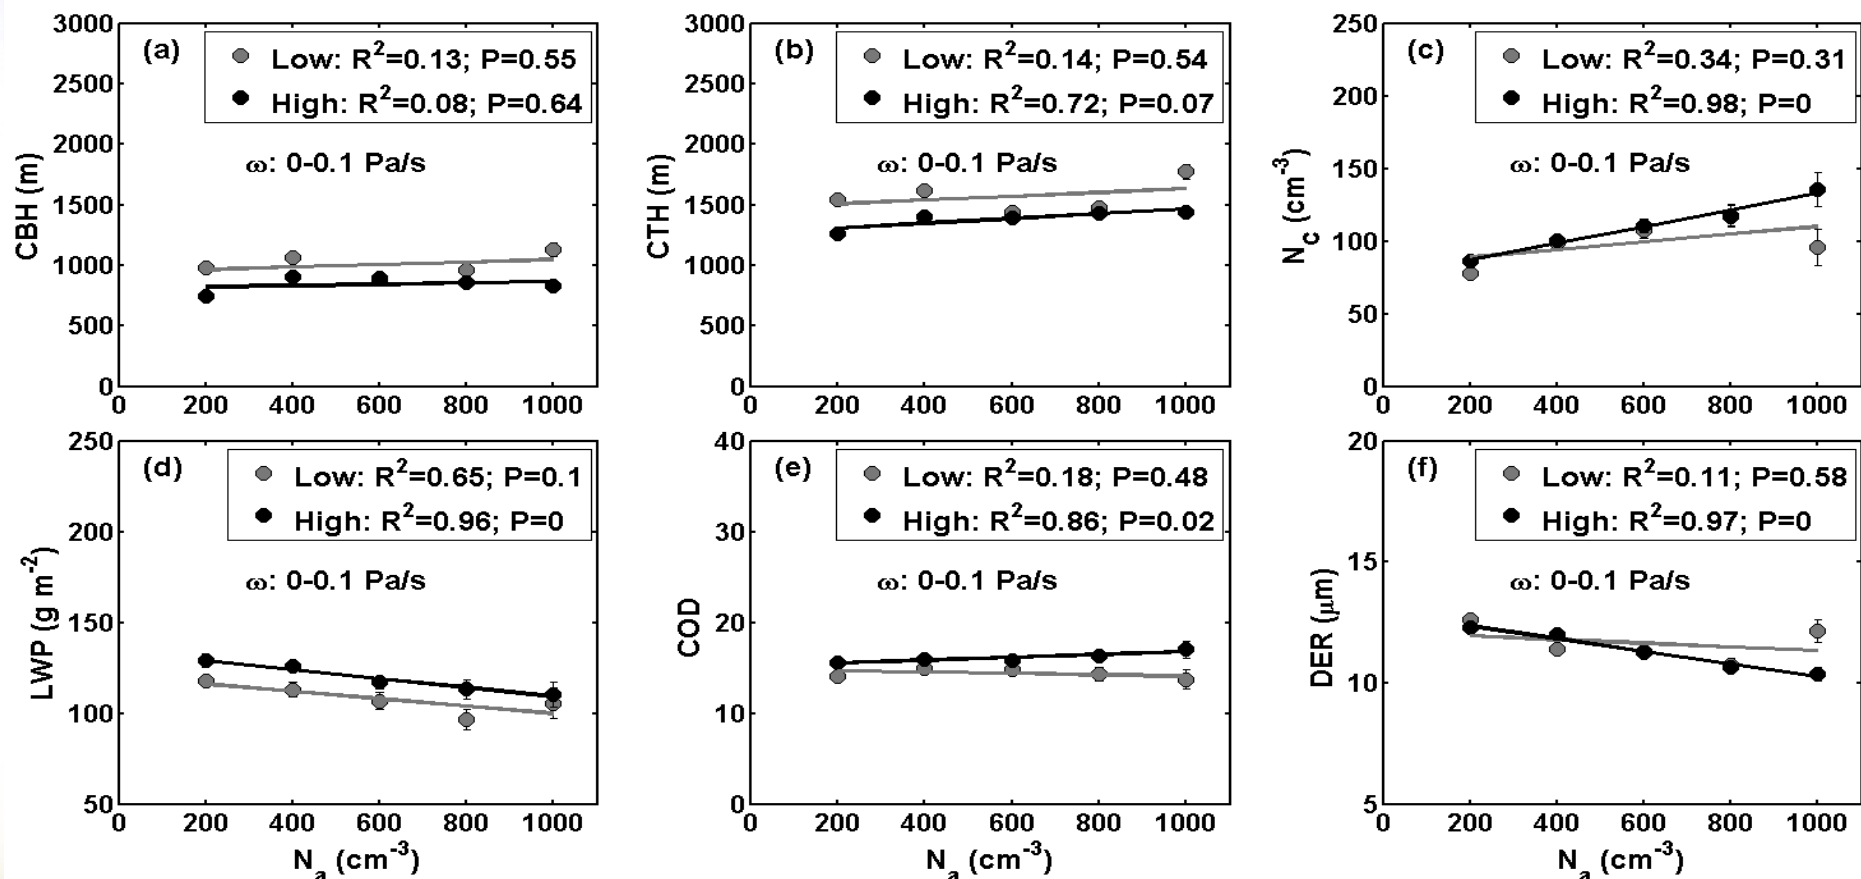 (a)
Low: R²=0.13; P=0.55
High: R²=0.08; P=0.64
ω: 0-0.1 Pa/s
CBH (m)
3000
2500
2000
1500
1000
500
0
0 200 400 600 800 1000
(b)
Low: R²=0.14; P=0.54
High: R²=0.72; P=0.07
ω: 0-0.1 Pa/s
CTH (m)
3000
2500
2000
1500
1000
500
0
0 200 400 600 800 1000
(c)
Low: R²=0.34; P=0.31
High: R²=0.98; P=0
ω: 0-0.1 Pa/s
N_C (cm⁻³)
250
200
150
100
50
0
0 200 400 600 800 1000
(d)
Low: R²=0.65; P=0.1
High: R²=0.96; P=0
ω: 0-0.1 Pa/s
LWP (g m⁻²)
250
200
150
100
50
0 200 400 600 800 1000
N_a (cm⁻³)
(e)
Low: R²=0.18; P=0.48
High: R²=0.86; P=0.02
ω: 0-0.1 Pa/s
COD
40
30
20
10
0
0 200 400 600 800 1000
N_a (cm⁻³)
(f)
Low: R²=0.11; P=0.58
High: R²=0.97; P=0
ω: 0-0.1 Pa/s
DER (μm)
20
15
10
5
0 200 400 600 800 1000
N_a (cm⁻³)